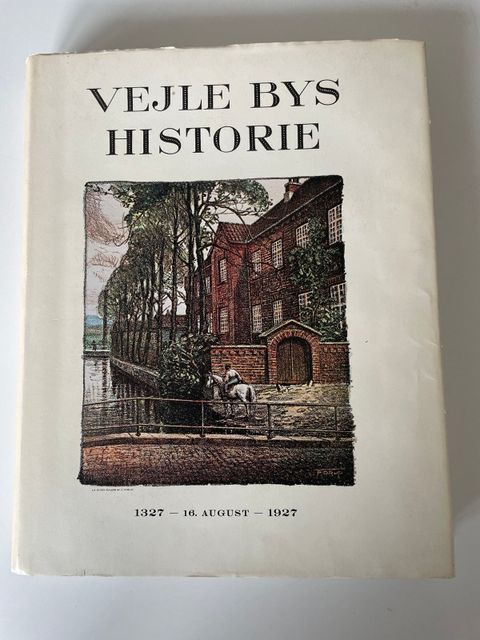 VEJLE BYS
HISTORIE
1327 — 16. AUGUST — 1927